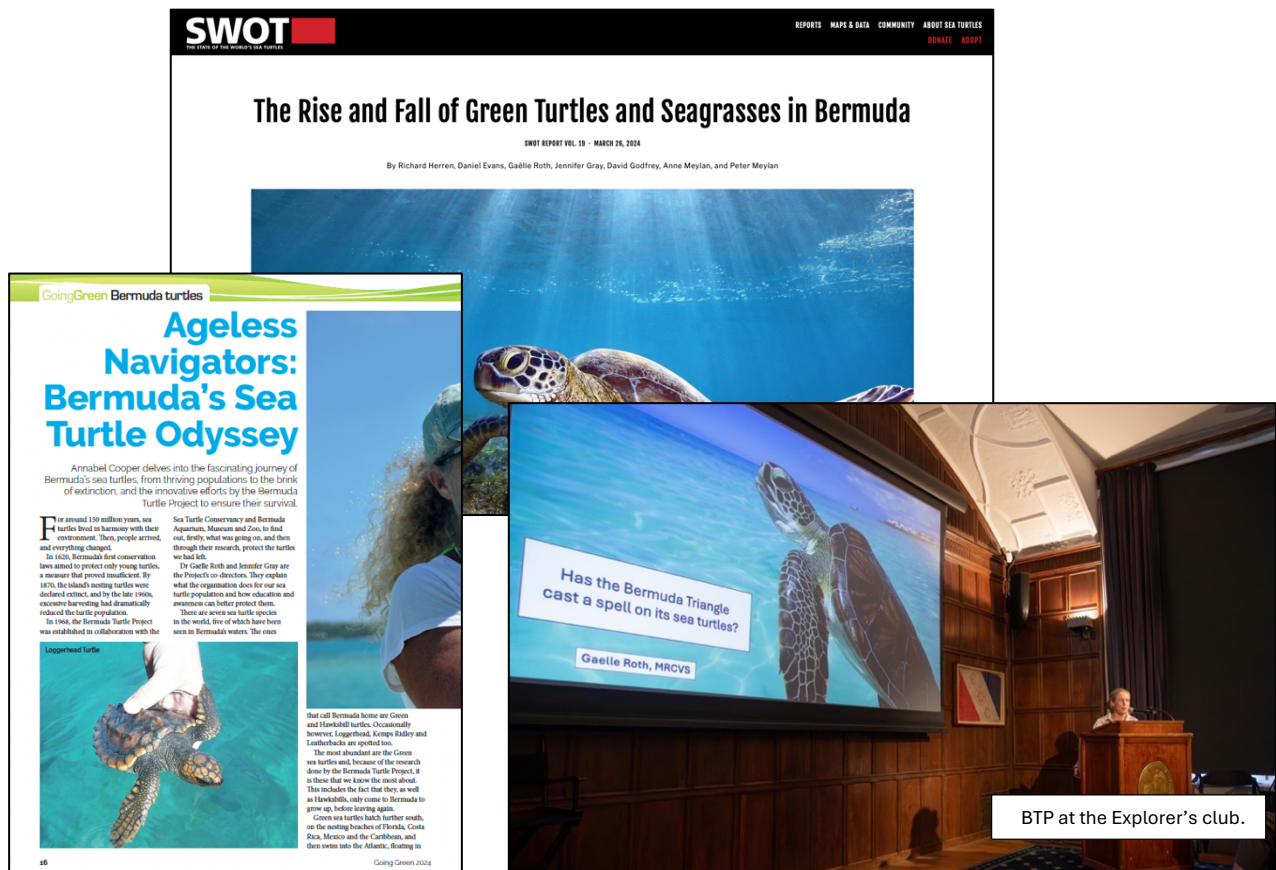 SWOT
THE STATE OF THE WORLD'S SEA TURTLES
REPORTS MAPS & DATA COMMUNITY ABOUT SEA TURTLES
DONATE ADOPT
The Rise and Fall of Green Turtles and Seagrasses in Bermuda
SWOT REPORT VOL. 19 · MARCH 26, 2024
By Richard Herren, Daniel Evans, Gaëlle Roth, Jennifer Gray, David Godfrey, Anne Meylan, and Peter Meylan
GoingGreen Bermuda turtles
Ageless
Navigators:
Bermuda's Sea
Turtle Odyssey
Annabel Cooper delves into the fascinating journey of
Bermuda's sea turtles, from thriving populations to the brink
of extinction, and the innovative efforts by the Bermuda
Turtle Project to ensure their survival.
For around 150 million years, sea
turtles lived in harmony with their
environment. Then, people arrived,
and everything changed.
In 1620, Bermuda's first conservation
laws aimed to protect only young turtles,
a measure that proved insufficient. By
1870, the island's nesting turtles were
declared extinct, and by the late 1960s,
excessive harvesting had dramatically
reduced the turtle population.
In 1968, the Bermuda Turtle Project
was established in collaboration with the
Sea Turtle Conservancy and Bermuda
Aquarium, Museum and Zoo, to find
out, firstly, what was going on, and then
through their research, protect the turtles
we had left.
Dr Gaëlle Roth and Jennifer Gray are
the Project's co-directors. They explain
what the organisation does for our sea
turtle population and how education and
awareness can better protect them.
There are seven sea turtle species
in the world, five of which have been
seen in Bermuda's waters. The ones
Loggerhead Turtle
that call Bermuda home are Green
and Hawksbill turtles. Occasionally
however, Loggerhead, Kemps Ridley and
Leatherbacks are spotted too.
The most abundant are the Green
sea turtles and, because of the research
done by the Bermuda Turtle Project, it
is these that we know the most about.
This includes the fact that they, as well
as Hawksbills, only come to Bermuda to
grow up, before leaving again.
Green sea turtles hatch further south,
on the nesting beaches of Florida, Costa
Rica, Mexico and the Caribbean, and
then swim into the Atlantic, floating in
16
Going Green 2024
Has the Bermuda Triangle
cast a spell on its sea turtles?
Gaelle Roth, MRCVS
BTP at the Explorer's club.